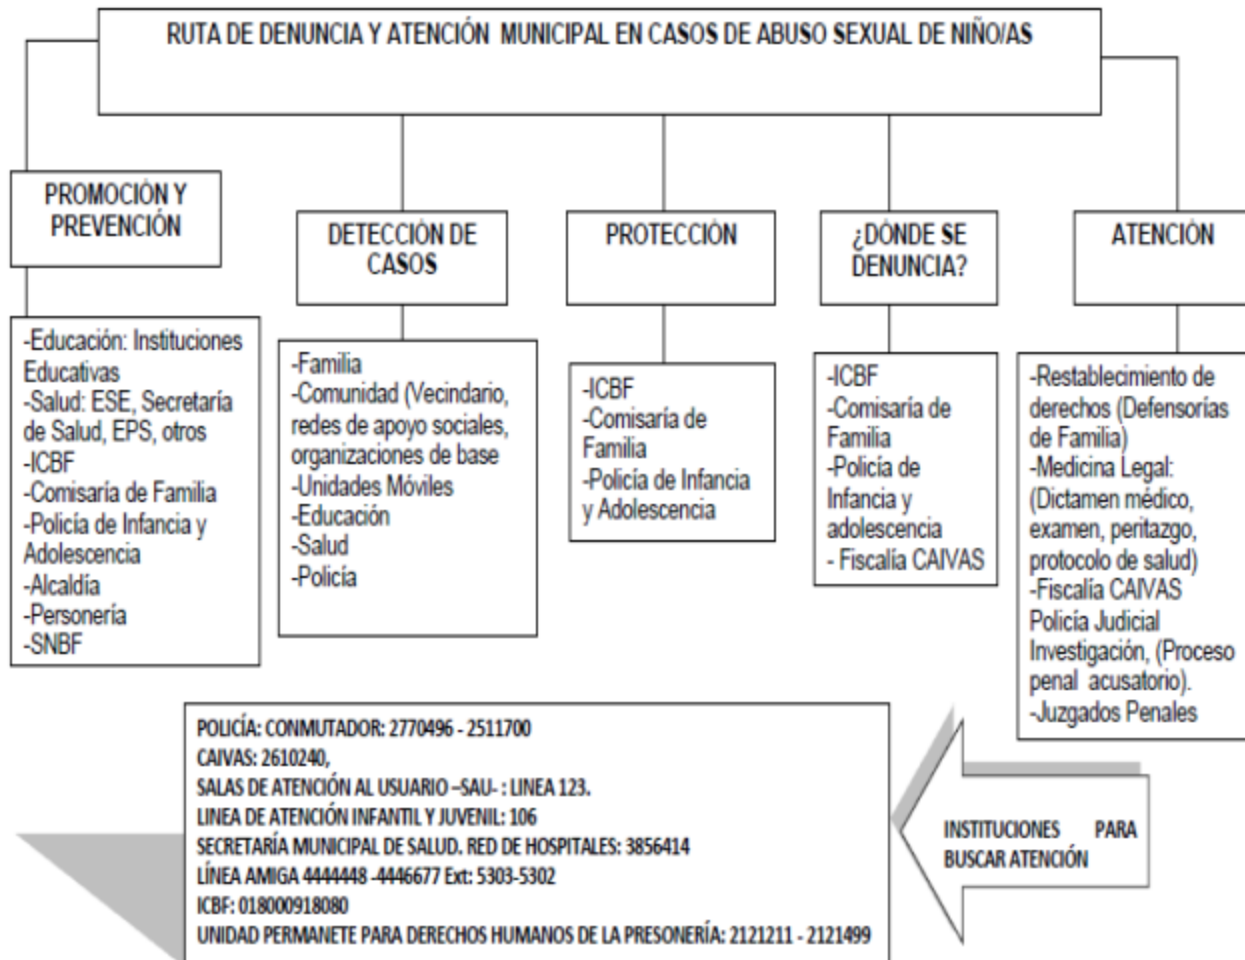 RUTA DE DENUNCIA Y ATENCIÓN MUNICIPAL EN CASOS DE ABUSO SEXUAL DE NIÑO/AS
PROMOCIÓN Y
PREVENCIÓN
-Educación: Instituciones
Educativas
-Salud: ESE, Secretaría
de Salud, EPS, otros
-ICBF
-Comisaría de Familia
-Policía de Infancia y
Adolescencia
-Alcaldía
-Personería
-SNBF
DETECCIÓN DE
CASOS
-Familia
-Comunidad (Vecindario,
redes de apoyo sociales,
organizaciones de base
-Unidades Móviles
-Educación
-Salud
-Policía
PROTECCIÓN
-ICBF
-Comisaría de
Familia
-Policía de Infancia
y Adolescencia
¿DÓNDE SE
DENUNCIA?
-ICBF
-Comisaría de
Familia
-Policía de
Infancia y
adolescencia
- Fiscalía CAIVAS
ATENCIÓN
-Restablecimiento de
derechos (Defensorías
de Familia)
-Medicina Legal:
(Dictamen médico,
examen, peritazgo,
protocolo de salud)
-Fiscalía CAIVAS
Policía Judicial
Investigación, (Proceso
penal acusatorio).
-Juzgados Penales
POLICÍA: CONMUTADOR: 2770496 - 2511700
CAIVAS: 2610240,
SALAS DE ATENCIÓN AL USUARIO –SAU- : LINEA 123.
LINEA DE ATENCIÓN INFANTIL Y JUVENIL: 106
SECRETARÍA MUNICIPAL DE SALUD. RED DE HOSPITALES: 3856414
LÍNEA AMIGA 4444448 -4446677 Ext: 5303-5302
ICBF: 018000918080
UNIDAD PERMANETE PARA DERECHOS HUMANOS DE LA PRESONERÍA: 2121211 - 2121499
INSTITUCIONES PARA
BUSCAR ATENCIÓN